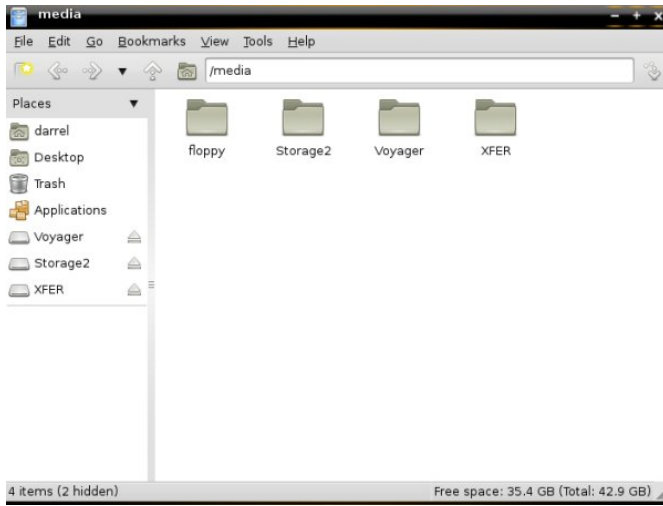 media
File Edit Go Bookmarks View Tools Help
/media
Places
darrel
Desktop
Trash
Applications
Voyager
Storage2
XFER
floppy Storage2 Voyager XFER
4 items (2 hidden) Free space: 35.4 GB (Total: 42.9 GB)